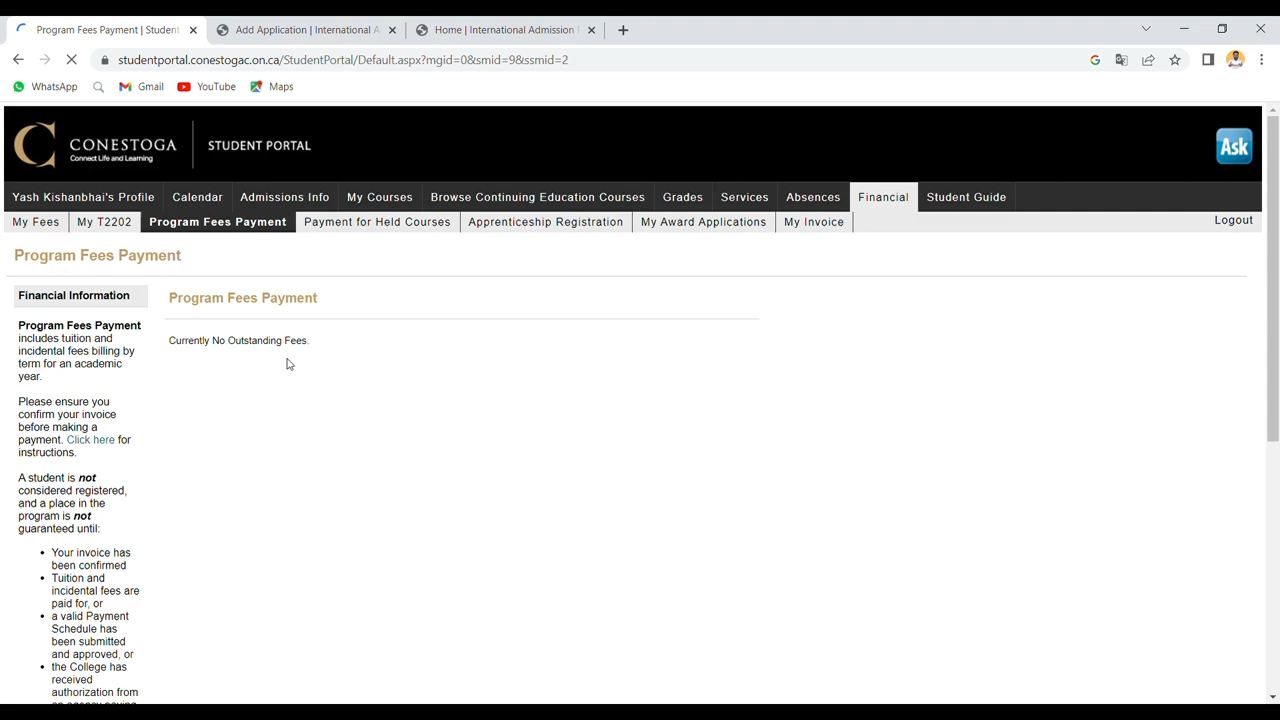 Program Fees Payment | Student
Add Application | International A
Home | International Admission
studentportal.conestogac.on.ca/StudentPortal/Default.aspx?mgid=0&smid=9&ssmid=2
WhatsApp
Gmail
YouTube
Maps
CONESTOGA
Connect Life and Learning
STUDENT PORTAL
Ask
Yash Kishanbhai's Profile
Calendar
Admissions Info
My Courses
Browse Continuing Education Courses
Grades
Services
Absences
Financial
Student Guide
My Fees
My T2202
Program Fees Payment
Payment for Held Courses
Apprenticeship Registration
My Award Applications
My Invoice
Logout
Program Fees Payment
Financial Information
Program Fees Payment
includes tuition and
incidental fees billing by
term for an academic
year.
Please ensure you
confirm your invoice
before making a
payment. Click here for
instructions.
A student is not
considered registered,
and a place in the
program is not
guaranteed until:
• Your invoice has
been confirmed
• Tuition and
incidental fees are
paid for, or
• a valid Payment
Schedule has
been submitted
and approved, or
• the College has
received
authorization from
Program Fees Payment
Currently No Outstanding Fees.